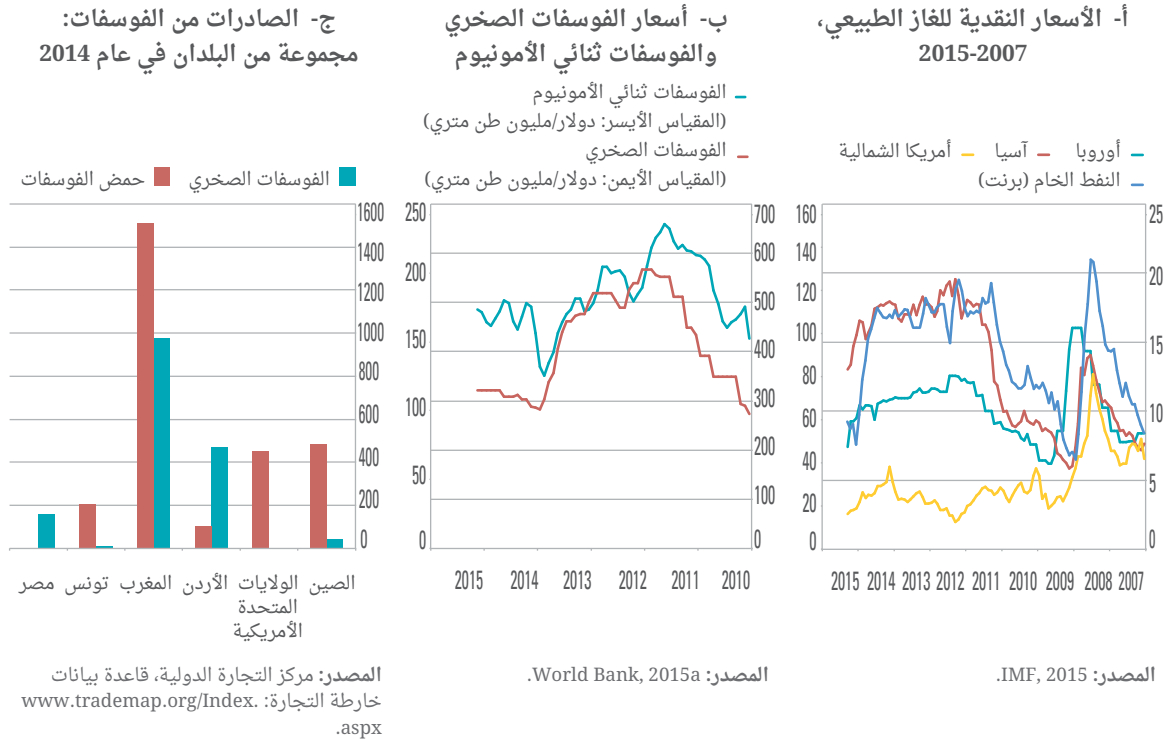 أ- الأسعار النقدية للغاز الطبيعي،
2015-2007
أوروبا
آسيا
أمريكا الشمالية
النفط الخام (برنت)
160
140
120
100
80
60
40
20
0
25
20
15
10
5
0
2015 2014 2013 2012 2011 2010 2009 2008 2007
المصدر: IMF, 2015.
ب- أسعار الفوسفات الصخري
والفوسفات ثنائي الأمونيوم
الفوسفات ثنائي الأمونيوم
(المقياس الأيسر: دولار/مليون طن متري)
الفوسفات الصخري
(المقياس الأيمن: دولار/مليون طن متري)
250
200
150
100
50
0
700
600
500
400
300
200
100
0
2015 2014 2013 2012 2011 2010
المصدر: World Bank, 2015a.
ج- الصادرات من الفوسفات:
مجموعة من البلدان في عام 2014
الفوسفات الصخري
حمض الفوسفات
1600
1400
1200
1000
800
600
400
200
0
الصين
الولايات
المتحدة
الأمريكية
الأردن
المغرب
تونس
مصر
المصدر: مركز التجارة الدولية، قاعدة بيانات
خارطة التجارة: www.trademap.org/Index.
aspx.